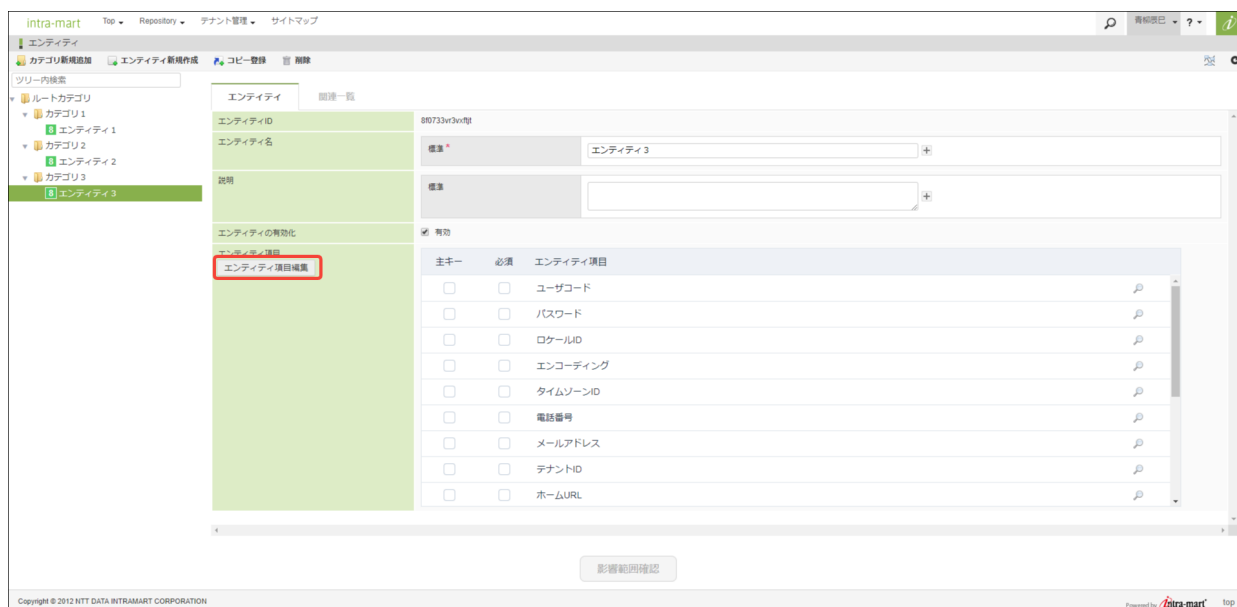 intra-mart Top Repository テナント管理 サイトマップ 青柳辰巳 ?
エンティティ
カテゴリ新規追加 エンティティ新規作成 コピー登録 削除
ツリー内検索
ルートカテゴリ
カテゴリ1
エンティティ1
カテゴリ2
エンティティ2
カテゴリ3
エンティティ3
エンティティ 関連一覧
エンティティID 8f0733vr3vxftjt
エンティティ名 標準 * エンティティ3
説明 標準
エンティティの有効化 有効
エンティティ項目
エンティティ項目編集
主キー 必須 エンティティ項目
ユーザコード
パスワード
ロケールID
エンコーディング
タイムゾーンID
電話番号
メールアドレス
テナントID
ホームURL
影響範囲確認
Copyright © 2012 NTT DATA INTRAMART CORPORATION Powered by intra-mart top